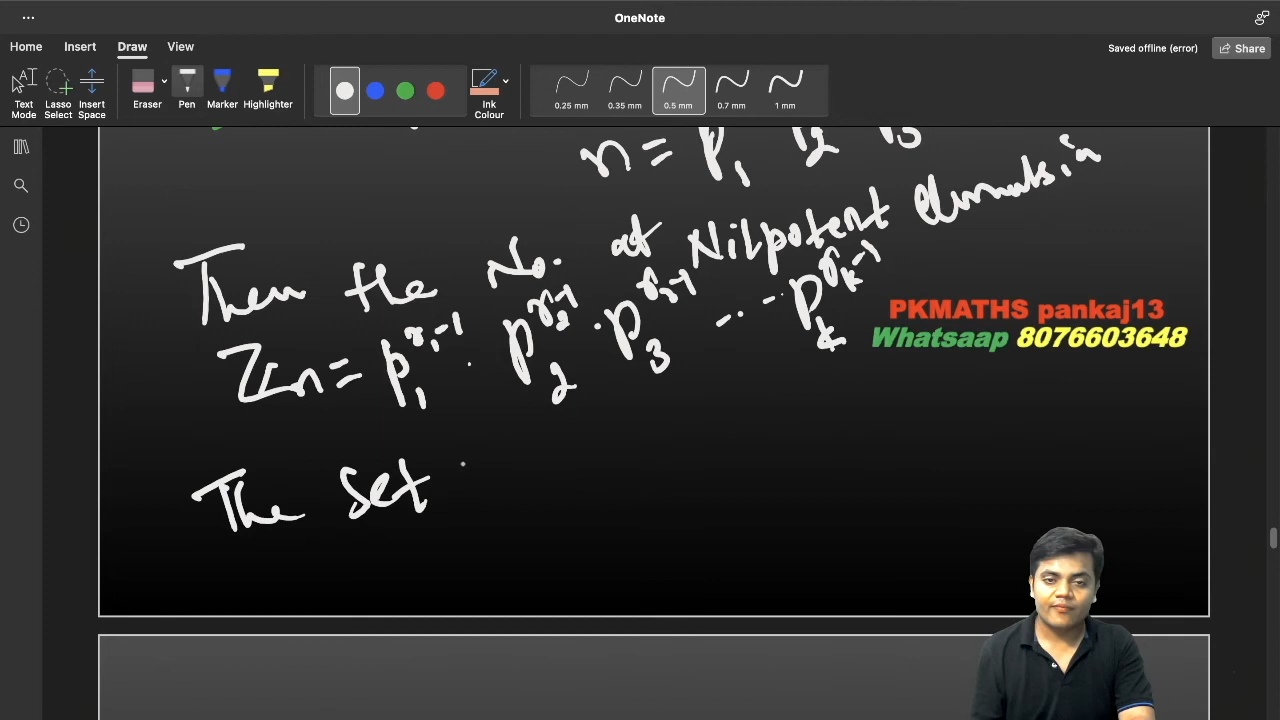 OneNote
Home Insert Draw View
Saved offline (error) Share
Text Mode Lasso Select Insert Space Eraser Pen Marker Highlighter Ink Colour 0.25 mm 0.35 mm 0.5 mm 0.7 mm 1 mm
n = p₁ p₂ p₃
Then the No. of Nilpotent elements in
Zn = p₁^(r₁-1) · p₂^(r₂-1) · p₃^(r₃-1) ... pₖ^(rₖ-1)
PKMATHS pankaj13
Whatsaap 8076603648
The set